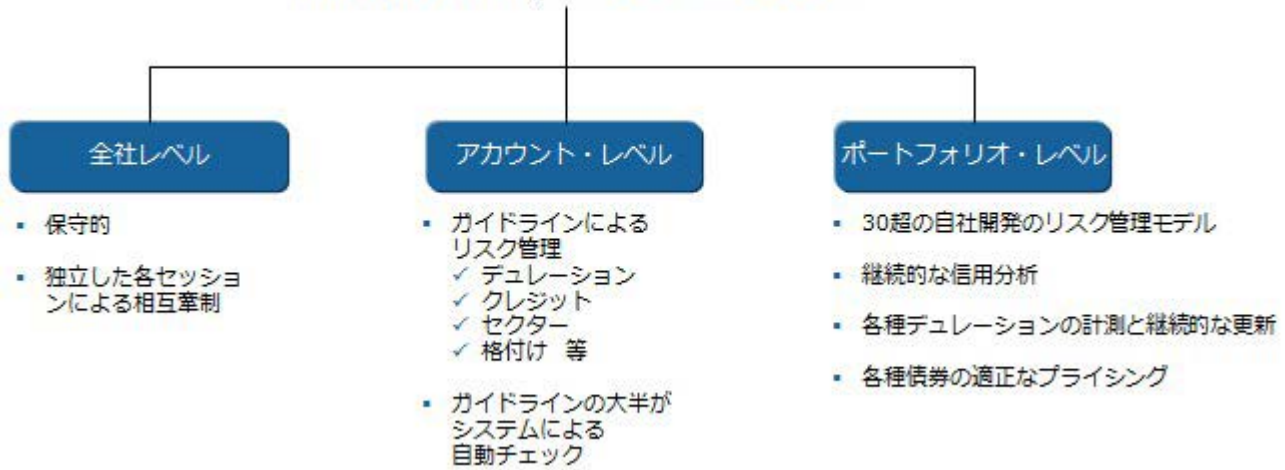 全社レベル
アカウント・レベル
ポートフォリオ・レベル
▪ 保守的
▪ 独立した各セッショ
ンによる相互牽制
▪ ガイドラインによる
リスク管理
✓ デュレーション
✓ クレジット
✓ セクター
✓ 格付け 等
▪ ガイドラインの大半が
システムによる
自動チェック
▪ 30超の自社開発のリスク管理モデル
▪ 継続的な信用分析
▪ 各種デュレーションの計測と継続的な更新
▪ 各種債券の適正なプライシング